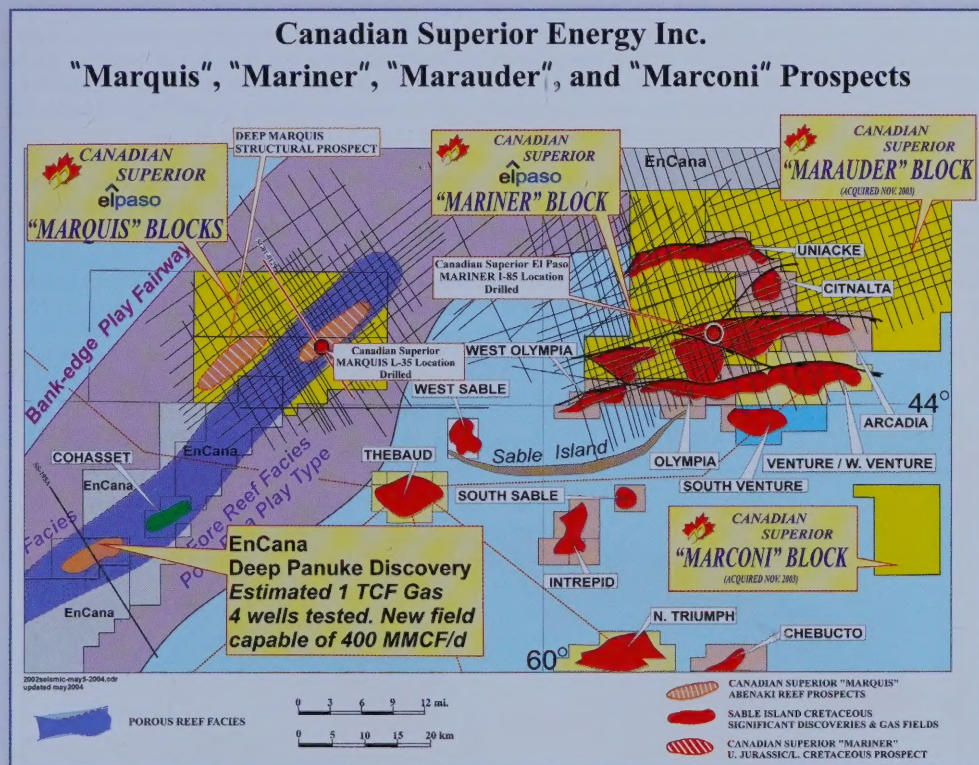 Canadian Superior Energy Inc.
"Marquis", "Mariner", "Marauder", and "Marconi" Prospects
DEEP MARQUIS
STRUCTURAL PROSPECT
CANADIAN
SUPERIOR
elpaso
"MARQUIS" BLOCKS
CANADIAN
SUPERIOR
elpaso
"MARINER" BLOCK
EnCana
CANADIAN
SUPERIOR
"MARAUDER" BLOCK
(ACQUIRED NOV. 2003)
UNIACKE
CITNALTA
Canadian Superior El Paso
MARINER I-85 Location
Drilled
Bank-edge Play Fairway
Canadian Superior
MARQUIS L-35 Location
Drilled
WEST OLYMPIA
WEST SABLE
44°
ARCADIA
Sable Island
OLYMPIA
VENTURE / W. VENTURE
SOUTH VENTURE
EnCana
COHASSET
EnCana
THEBAUD
SOUTH SABLE
Fore Reef Facies
Play Type
Facies
EnCana
EnCana
Deep Panuke Discovery
Estimated 1 TCF Gas
4 wells tested. New field
capable of 400 MMCF/d
INTREPID
CANADIAN
SUPERIOR
"MARCONI" BLOCK
(ACQUIRED NOV. 2003)
N. TRIUMPH
CHEBUCTO
60°
2002seismic-may5-2004.cdr
updated may2004
POROUS REEF FACIES
0 3 6 9 12 mi.
0 5 10 15 20 km
CANADIAN SUPERIOR "MARQUIS"
ABENAKI REEF PROSPECTS
SABLE ISLAND CRETACEOUS
SIGNIFICANT DISCOVERIES & GAS FIELDS
CANADIAN SUPERIOR "MARINER"
U. JURASSIC/L. CRETACEOUS PROSPECT